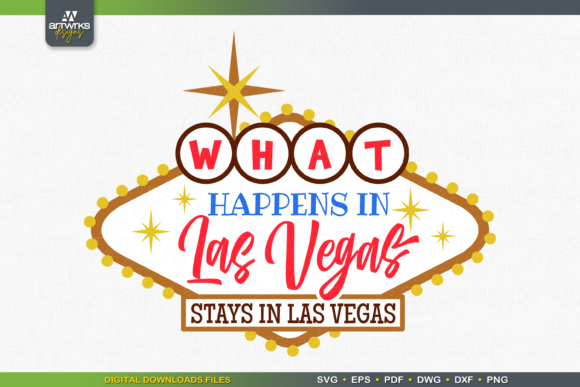 artwrks
designs
WHAT
HAPPENS IN
Las Vegas
STAYS IN LAS VEGAS
DIGITAL DOWNLOADS FILES
SVG • EPS • PDF • DWG • DXF • PNG